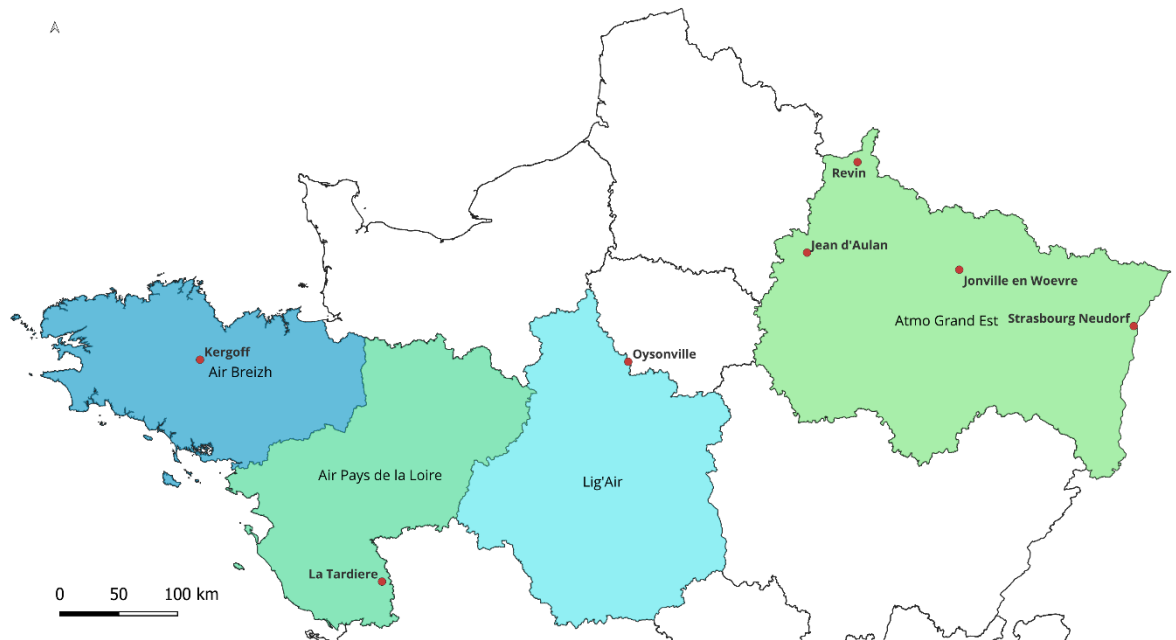 Revin
Jean d'Aulan
Jonville en Woevre
Atmo Grand Est
Strasbourg Neudorf
Kergoff
Air Breizh
Oysonville
Air Pays de la Loire
Lig'Air
La Tardiere
0 50 100 km